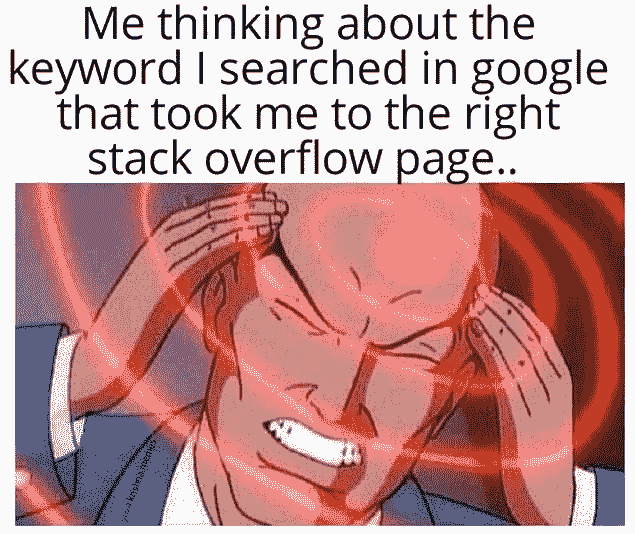 Me thinking about the
keyword I searched in google
that took me to the right
stack overflow page..